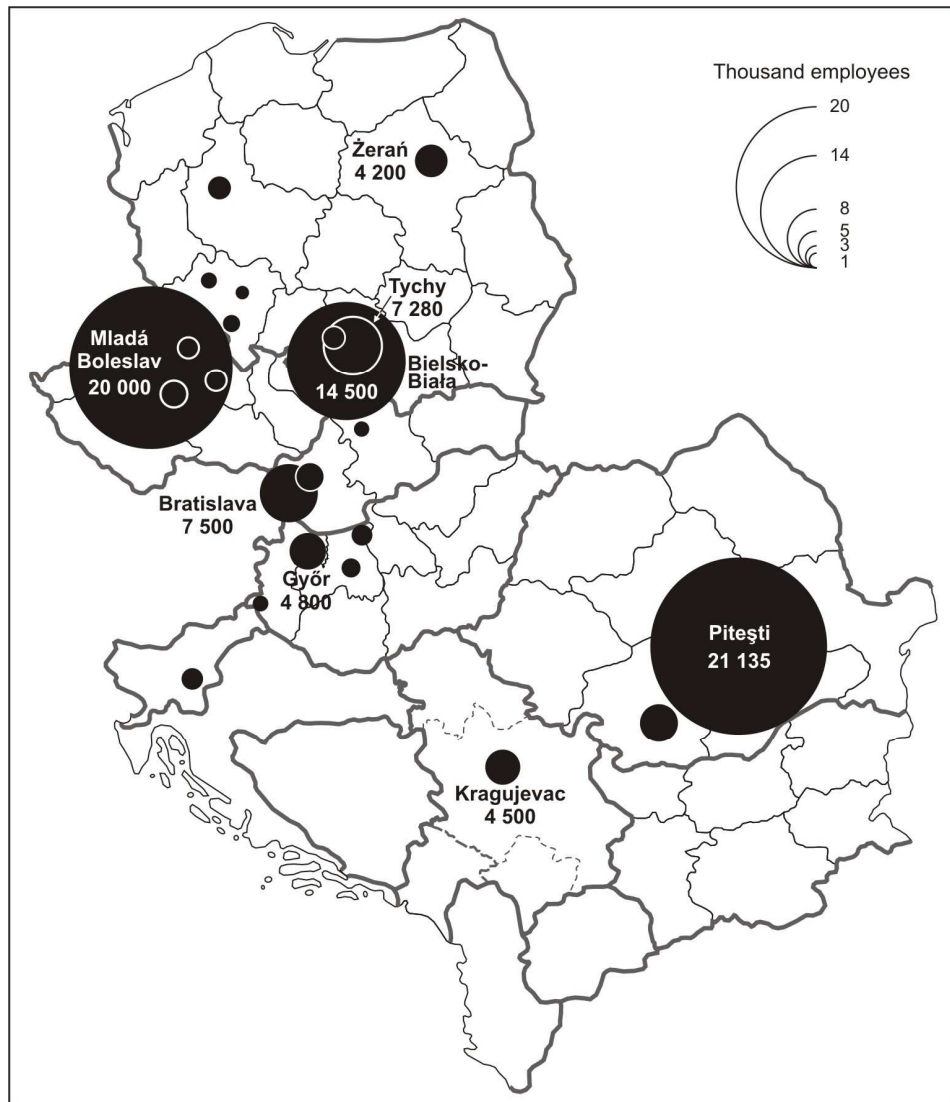 Thousand employees
20
14
8
5
3
1
Żerań
4 200
Tychy
7 280
Mladá
Boleslav
20 000
Bielsko-
Biała
14 500
Bratislava
7 500
Győr
4 800
Piteşti
21 135
Kragujevac
4 500